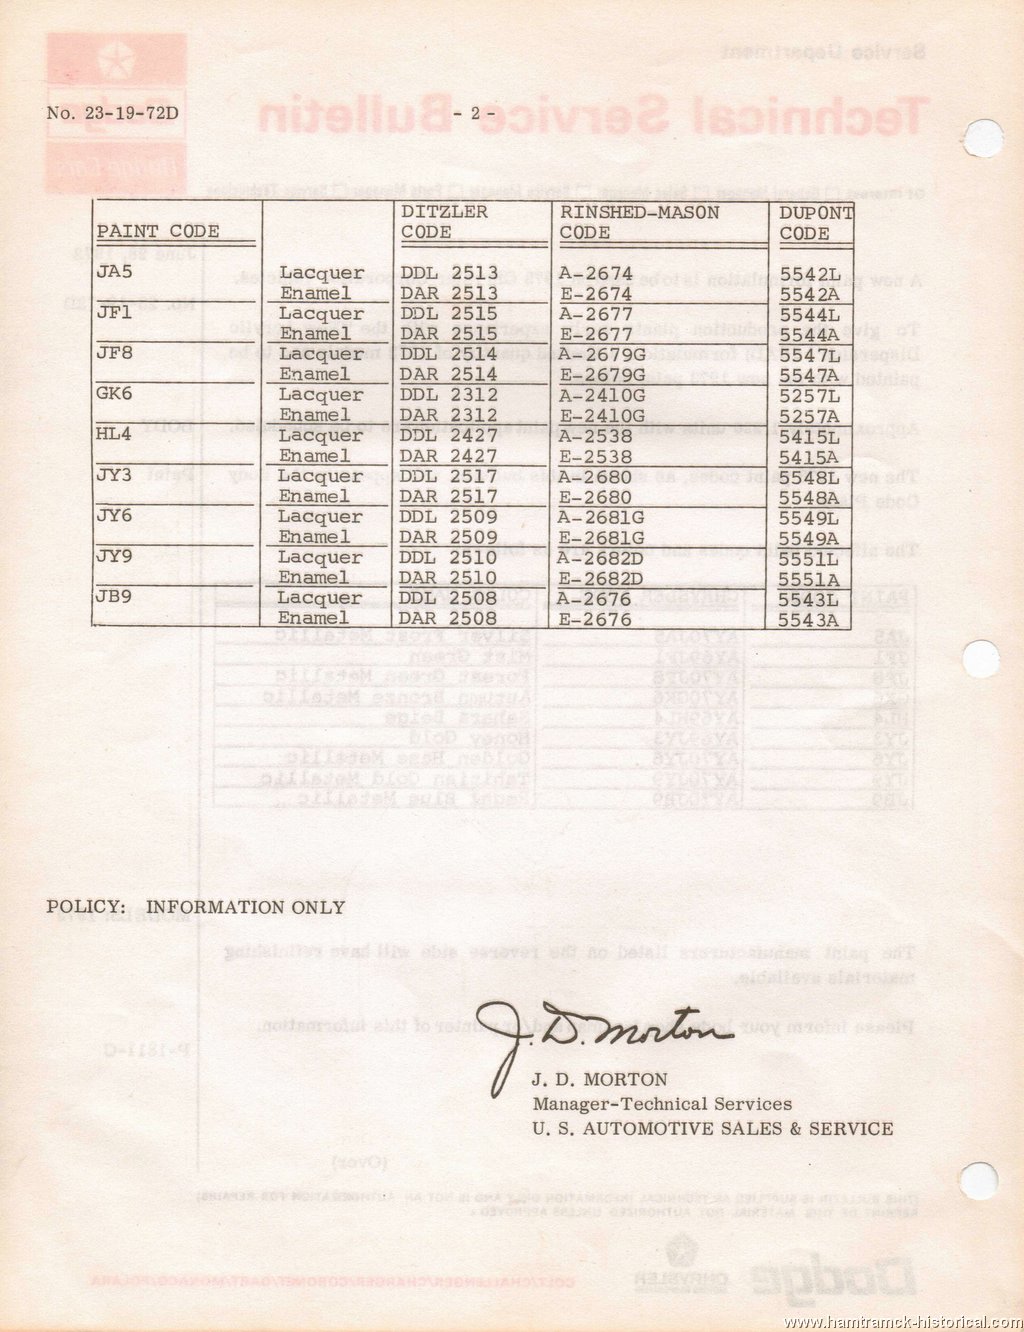 No. 23-19-72D - 2 -
PAINT CODE DITZLER CODE RINSHED-MASON CODE DUPONT CODE
JA5 Lacquer DDL 2513 A-2674 5542L
Enamel DAR 2513 E-2674 5542A
JF1 Lacquer DDL 2515 A-2677 5544L
Enamel DAR 2515 E-2677 5544A
JF8 Lacquer DDL 2514 A-2679G 5547L
Enamel DAR 2514 E-2679G 5547A
GK6 Lacquer DDL 2312 A-2410G 5257L
Enamel DAR 2312 E-2410G 5257A
HL4 Lacquer DDL 2427 A-2538 5415L
Enamel DAR 2427 E-2538 5415A
JY3 Lacquer DDL 2517 A-2680 5548L
Enamel DAR 2517 E-2680 5548A
JY6 Lacquer DDL 2509 A-2681G 5549L
Enamel DAR 2509 E-2681G 5549A
JY9 Lacquer DDL 2510 A-2682D 5551L
Enamel DAR 2510 E-2682D 5551A
JB9 Lacquer DDL 2508 A-2676 5543L
Enamel DAR 2508 E-2676 5543A
POLICY: INFORMATION ONLY
J. D. Morton
J. D. MORTON
Manager-Technical Services
U. S. AUTOMOTIVE SALES & SERVICE
www.hamtramck-historical.com